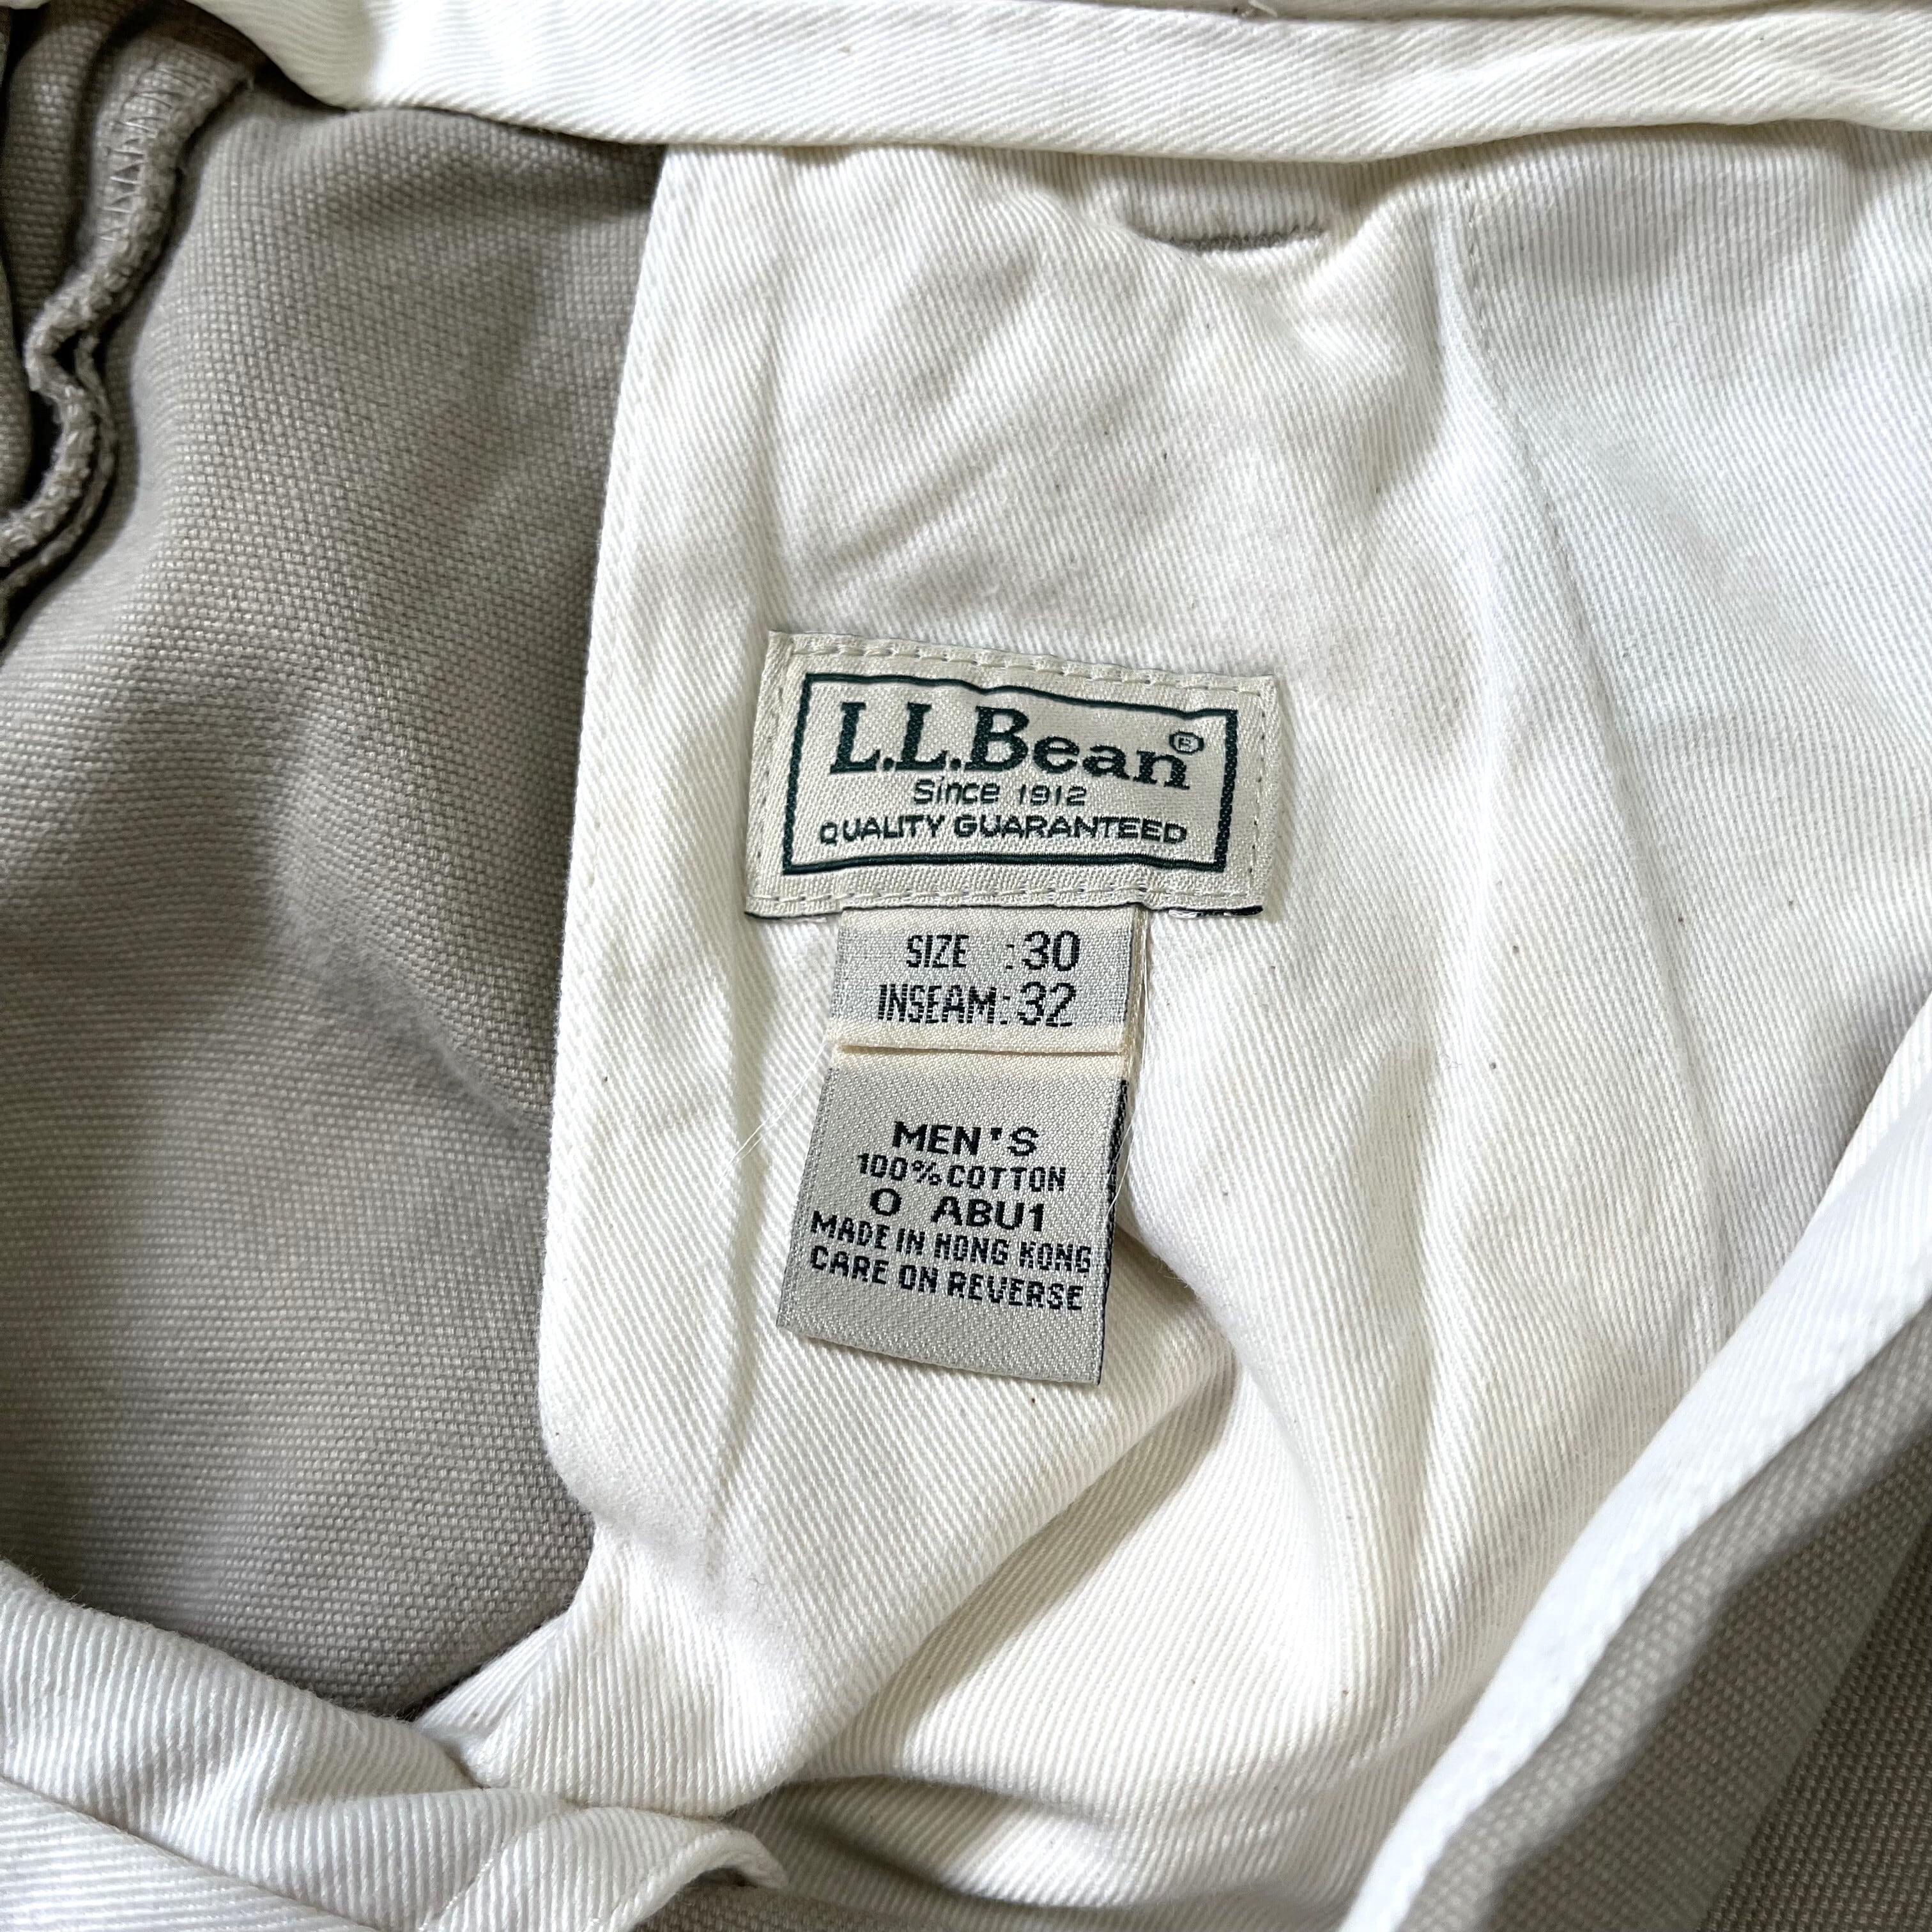 L.L.Bean®
Since 1912
QUALITY GUARANTEED
SIZE :30
INSEAM:32
MEN'S
100% COTTON
0 ABU1
MADE IN HONG KONG
CARE ON REVERSE